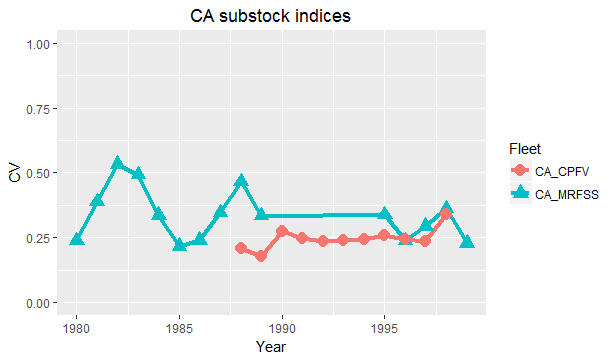 CA substock indices
1.00
0.75
0.50
0.25
0.00
CV
1980
1985
1990
1995
Year
Fleet
CA_CPFV
CA_MRFSS